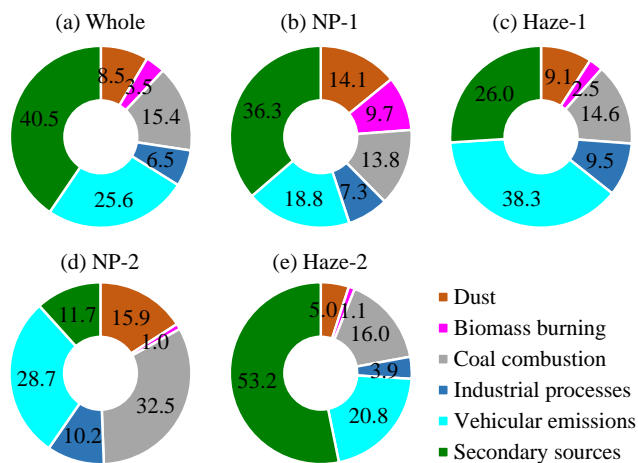 (a) Whole
(b) NP-1
(c) Haze-1
8.5
3.5
15.4
6.5
25.6
40.5
14.1
9.7
13.8
7.3
18.8
36.3
9.1
2.5
14.6
9.5
38.3
26.0
(d) NP-2
(e) Haze-2
15.9
1.0
32.5
10.2
28.7
11.7
5.0
1.1
16.0
3.9
20.8
53.2
Dust
Biomass burning
Coal combustion
Industrial processes
Vehicular emissions
Secondary sources